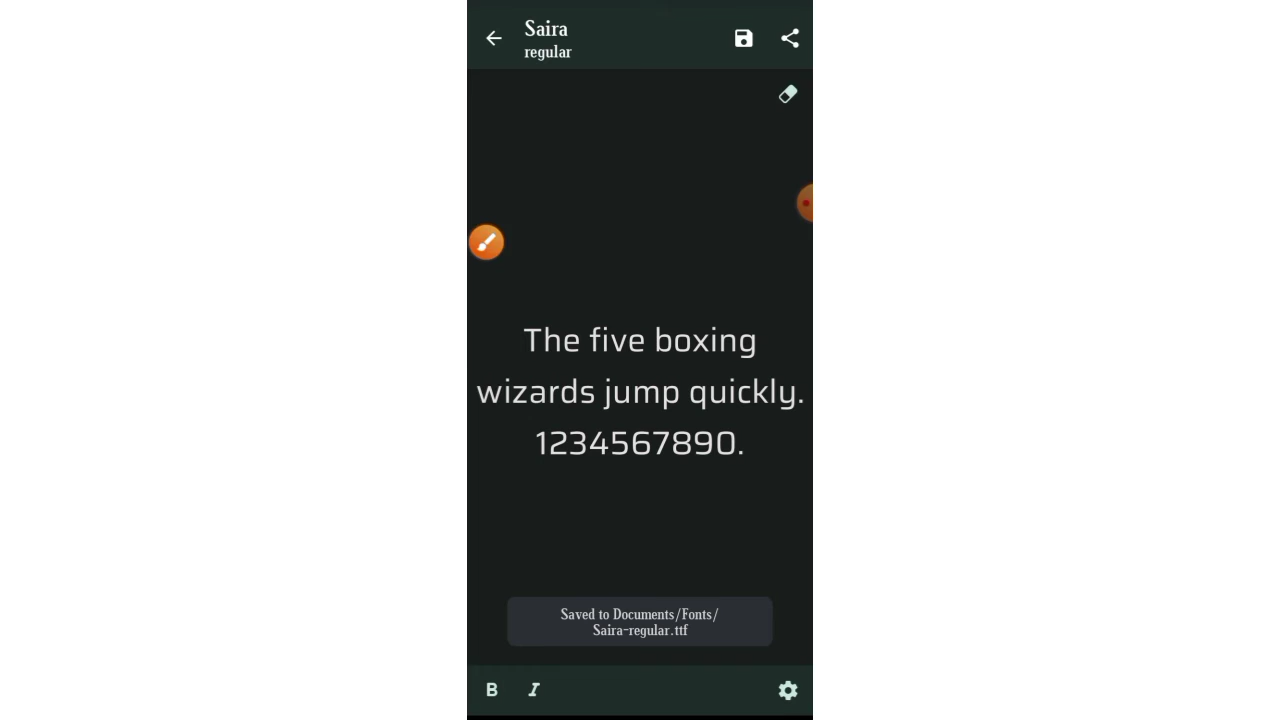 Saira
regular
The five boxing
wizards jump quickly.
1234567890.
Saved to Documents/Fonts/
Saira-regular.ttf
B I